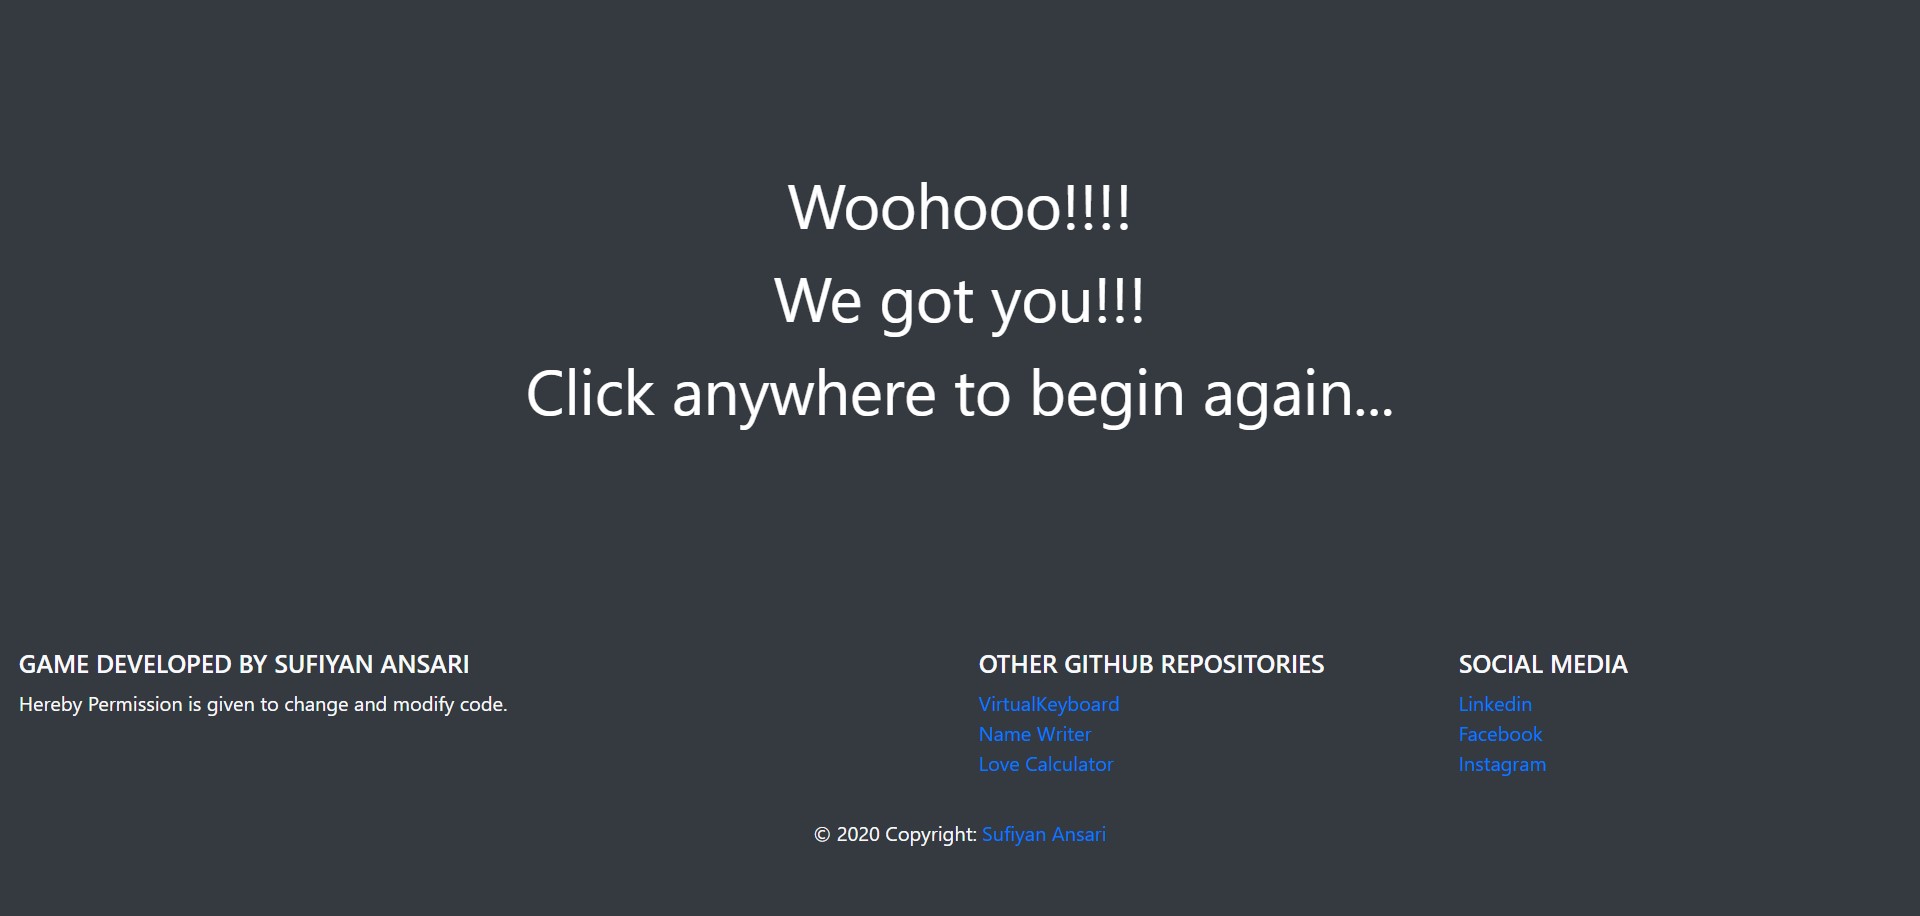 Woohooo!!!!
We got you!!!
Click anywhere to begin again...
GAME DEVELOPED BY SUFIYAN ANSARI
Hereby Permission is given to change and modify code.
OTHER GITHUB REPOSITORIES
VirtualKeyboard
Name Writer
Love Calculator
SOCIAL MEDIA
Linkedin
Facebook
Instagram
© 2020 Copyright: Sufiyan Ansari